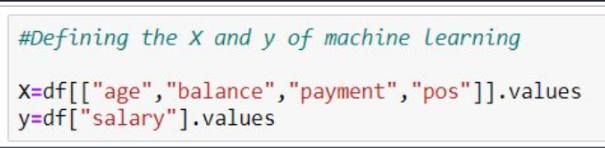 #Defining the X and y of machine learning
X=df[["age","balance","payment","pos"]].values
y=df["salary"].values